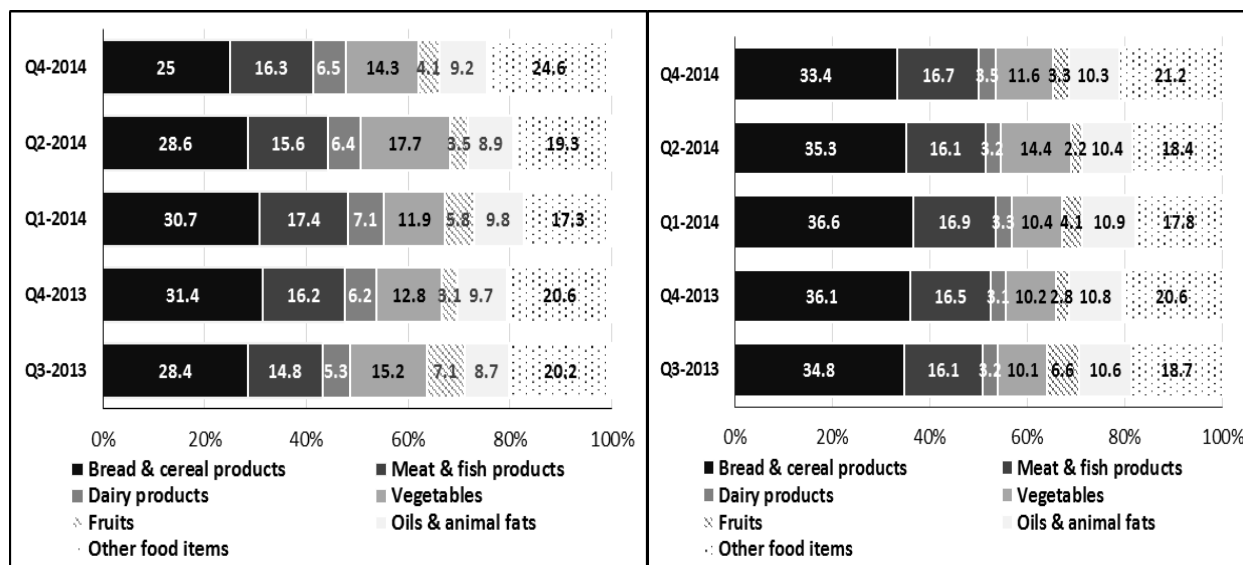 Q4-2014 25 16.3 6.5 14.3 4.1 9.2 24.6
Q2-2014 28.6 15.6 6.4 17.7 3.5 8.9 19.3
Q1-2014 30.7 17.4 7.1 11.9 5.8 9.8 17.3
Q4-2013 31.4 16.2 6.2 12.8 3.1 9.7 20.6
Q3-2013 28.4 14.8 5.3 15.2 7.1 8.7 20.2
0% 20% 40% 60% 80% 100%
Bread & cereal products Meat & fish products
Dairy products Vegetables
Fruits Oils & animal fats
Other food items
Q4-2014 33.4 16.7 3.5 11.6 3.3 10.3 21.2
Q2-2014 35.3 16.1 3.2 14.4 2.2 10.4 18.4
Q1-2014 36.6 16.9 3.3 10.4 4.1 10.9 17.8
Q4-2013 36.1 16.5 3.1 10.2 2.8 10.8 20.6
Q3-2013 34.8 16.1 3.2 10.1 6.6 10.6 18.7
0% 20% 40% 60% 80% 100%
Bread & cereal products Meat & fish products
Dairy products Vegetables
Fruits Oils & animal fats
Other food items